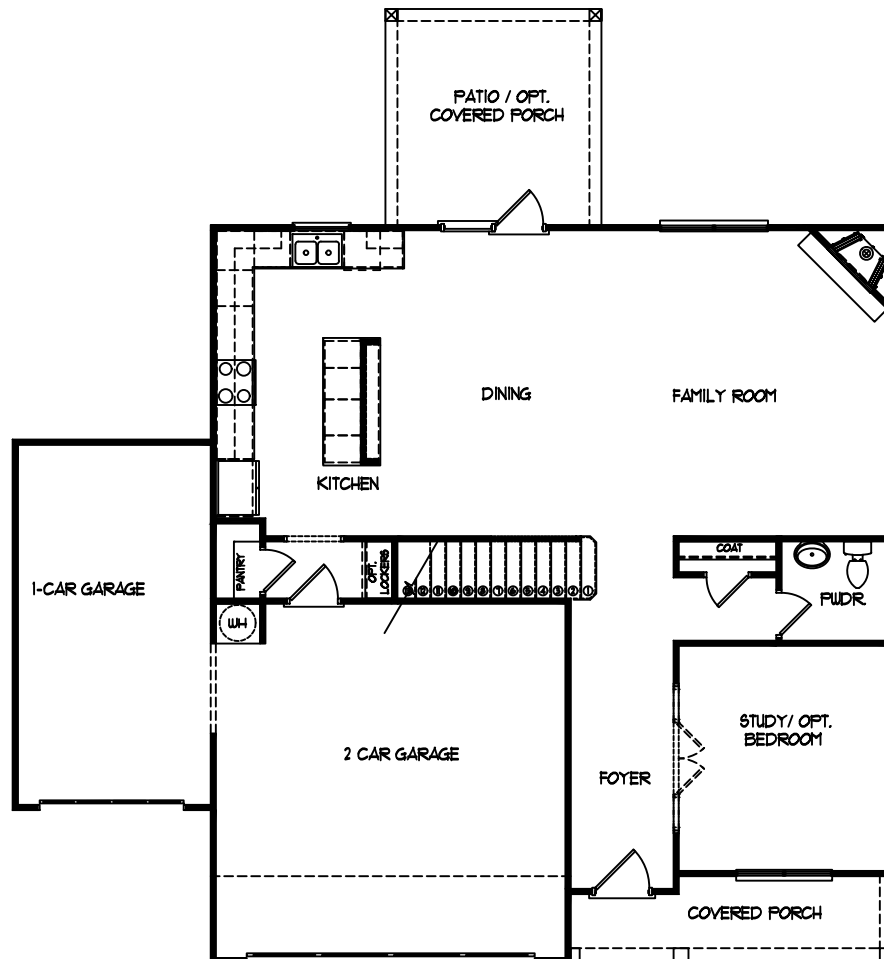 PATIO / OPT.
COVERED PORCH
DINING
FAMILY ROOM
KITCHEN
COAT
PANTRY
OPT.
LOCKERS
1-CAR GARAGE
PWDR.
WH
STUDY/ OPT.
BEDROOM
2 CAR GARAGE
FOYER
COVERED PORCH